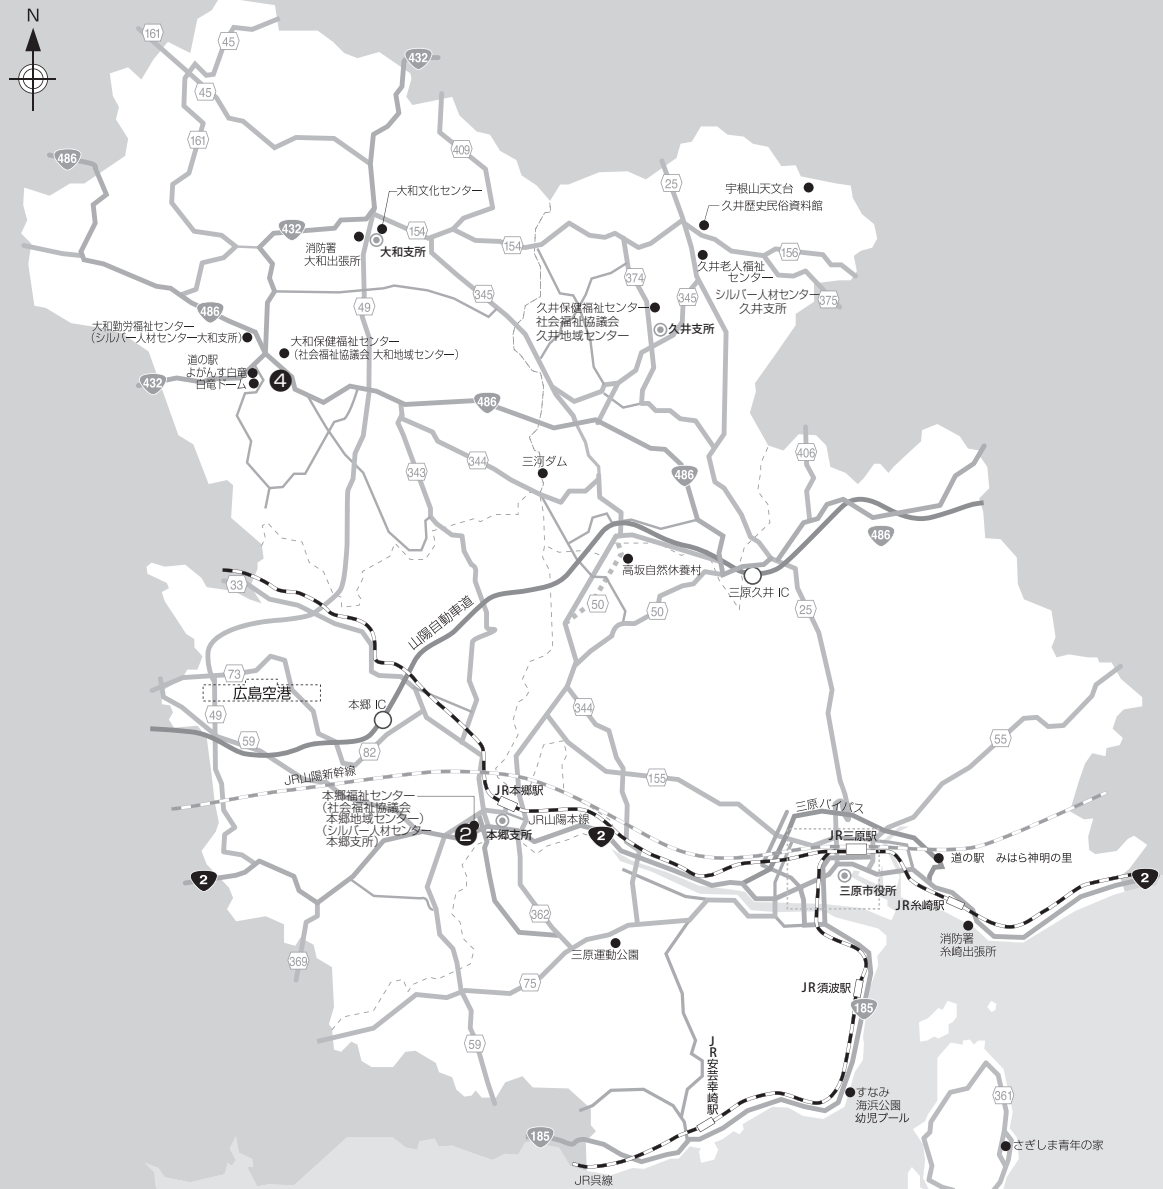 N
161
45
432
45
161
409
486
25
宇根山天文台
大和文化センター
久井歴史民俗資料館
432
154
消防署
大和出張所
大和支所
154
156
久井老人福祉
センター
374
345
345
シルバー人材センター
久井支所
375
49
486
久井保健福祉センター
社会福祉協議会
久井地域センター
久井支所
大和勤労福祉センター
(シルバー人材センター大和支所)
大和保健福祉センター
(社会福祉協議会 大和地域センター)
道の駅
よがんす白竜
白竜ドーム
432
4
486
406
343
344
三河ダム
486
486
高坂自然休養村
三原久井 IC
33
50
50
25
山陽自動車道
73
広島空港
本郷 IC
49
344
59
82
55
JR山陽新幹線
155
JR本郷駅
本郷福祉センター
(社会福祉協議会
本郷地域センター)
(シルバー人材センター
本郷支所)
2
本郷支所
JR山陽本線
2
三原バイパス
JR三原駅
道の駅 みはら神明の里
2
2
三原市役所
JR糸崎駅
362
消防署
糸崎出張所
三原運動公園
369
75
JR須波駅
185
59
JR安芸幸崎駅
すなみ
海浜公園
幼児プール
361
185
さぎしま青年の家
JR呉線